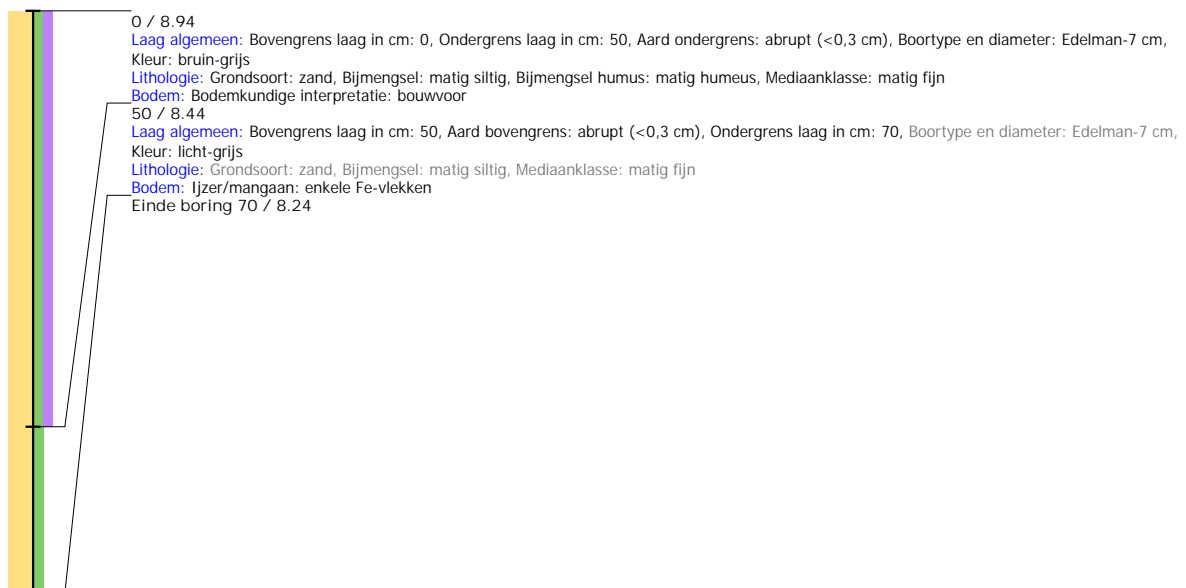 0 / 8.94
Laag algemeen: Bovengrens laag in cm: 0, Ondergrens laag in cm: 50, Aard ondergrens: abrupt (<0,3 cm), Boortype en diameter: Edelman-7 cm,
Kleur: bruin-grijs
Lithologie: Grondsoort: zand, Bijmengsel: matig siltig, Bijmengsel humus: matig humeus, Mediaanklasse: matig fijn
Bodem: Bodemkundige interpretatie: bouwvoor
50 / 8.44
Laag algemeen: Bovengrens laag in cm: 50, Aard bovengrens: abrupt (<0,3 cm), Ondergrens laag in cm: 70, Boortype en diameter: Edelman-7 cm,
Kleur: licht-grijs
Lithologie: Grondsoort: zand, Bijmengsel: matig siltig, Mediaanklasse: matig fijn
Bodem: Ijzer/mangaan: enkele Fe-vlekken
Einde boring 70 / 8.24